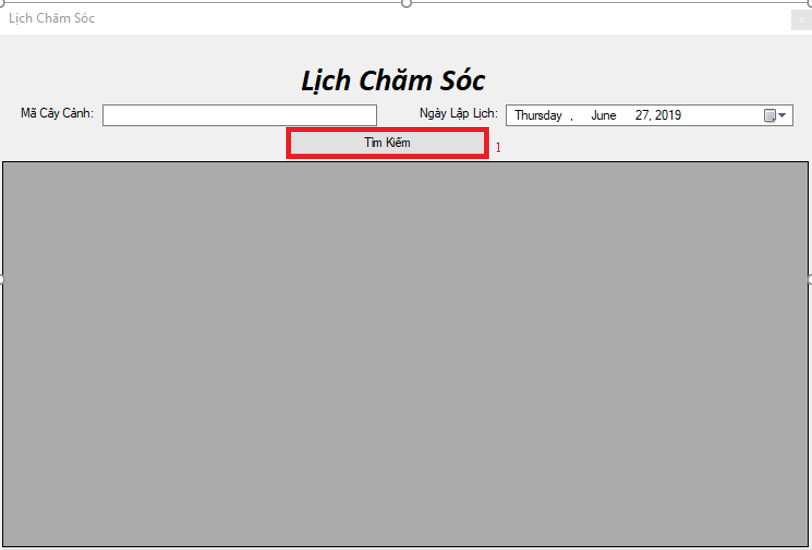 Lịch Chăm Sóc
Lịch Chăm Sóc
Mã Cây Cảnh: Ngày Lập Lịch: Thursday , June 27, 2019
Tìm Kiếm 1